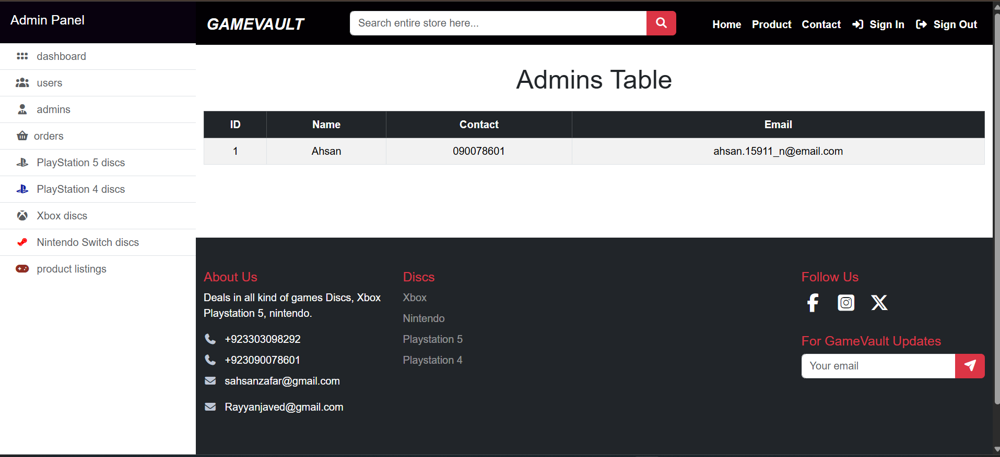 Admin Panel
dashboard
users
admins
orders
PlayStation 5 discs
PlayStation 4 discs
Xbox discs
Nintendo Switch discs
product listings
GAMEVAULT
Search entire store here...
Home Product Contact Sign In Sign Out
Admins Table
ID Name Contact Email
1 Ahsan 090078601 ahsan.15911_n@email.com
About Us
Deals in all kind of games Discs, Xbox
Playstation 5, nintendo.
+923303098292
+923090078601
sahsanzafar@gmail.com
Rayyanjaved@gmail.com
Discs
Xbox
Nintendo
Playstation 5
Playstation 4
Follow Us
For GameVault Updates
Your email